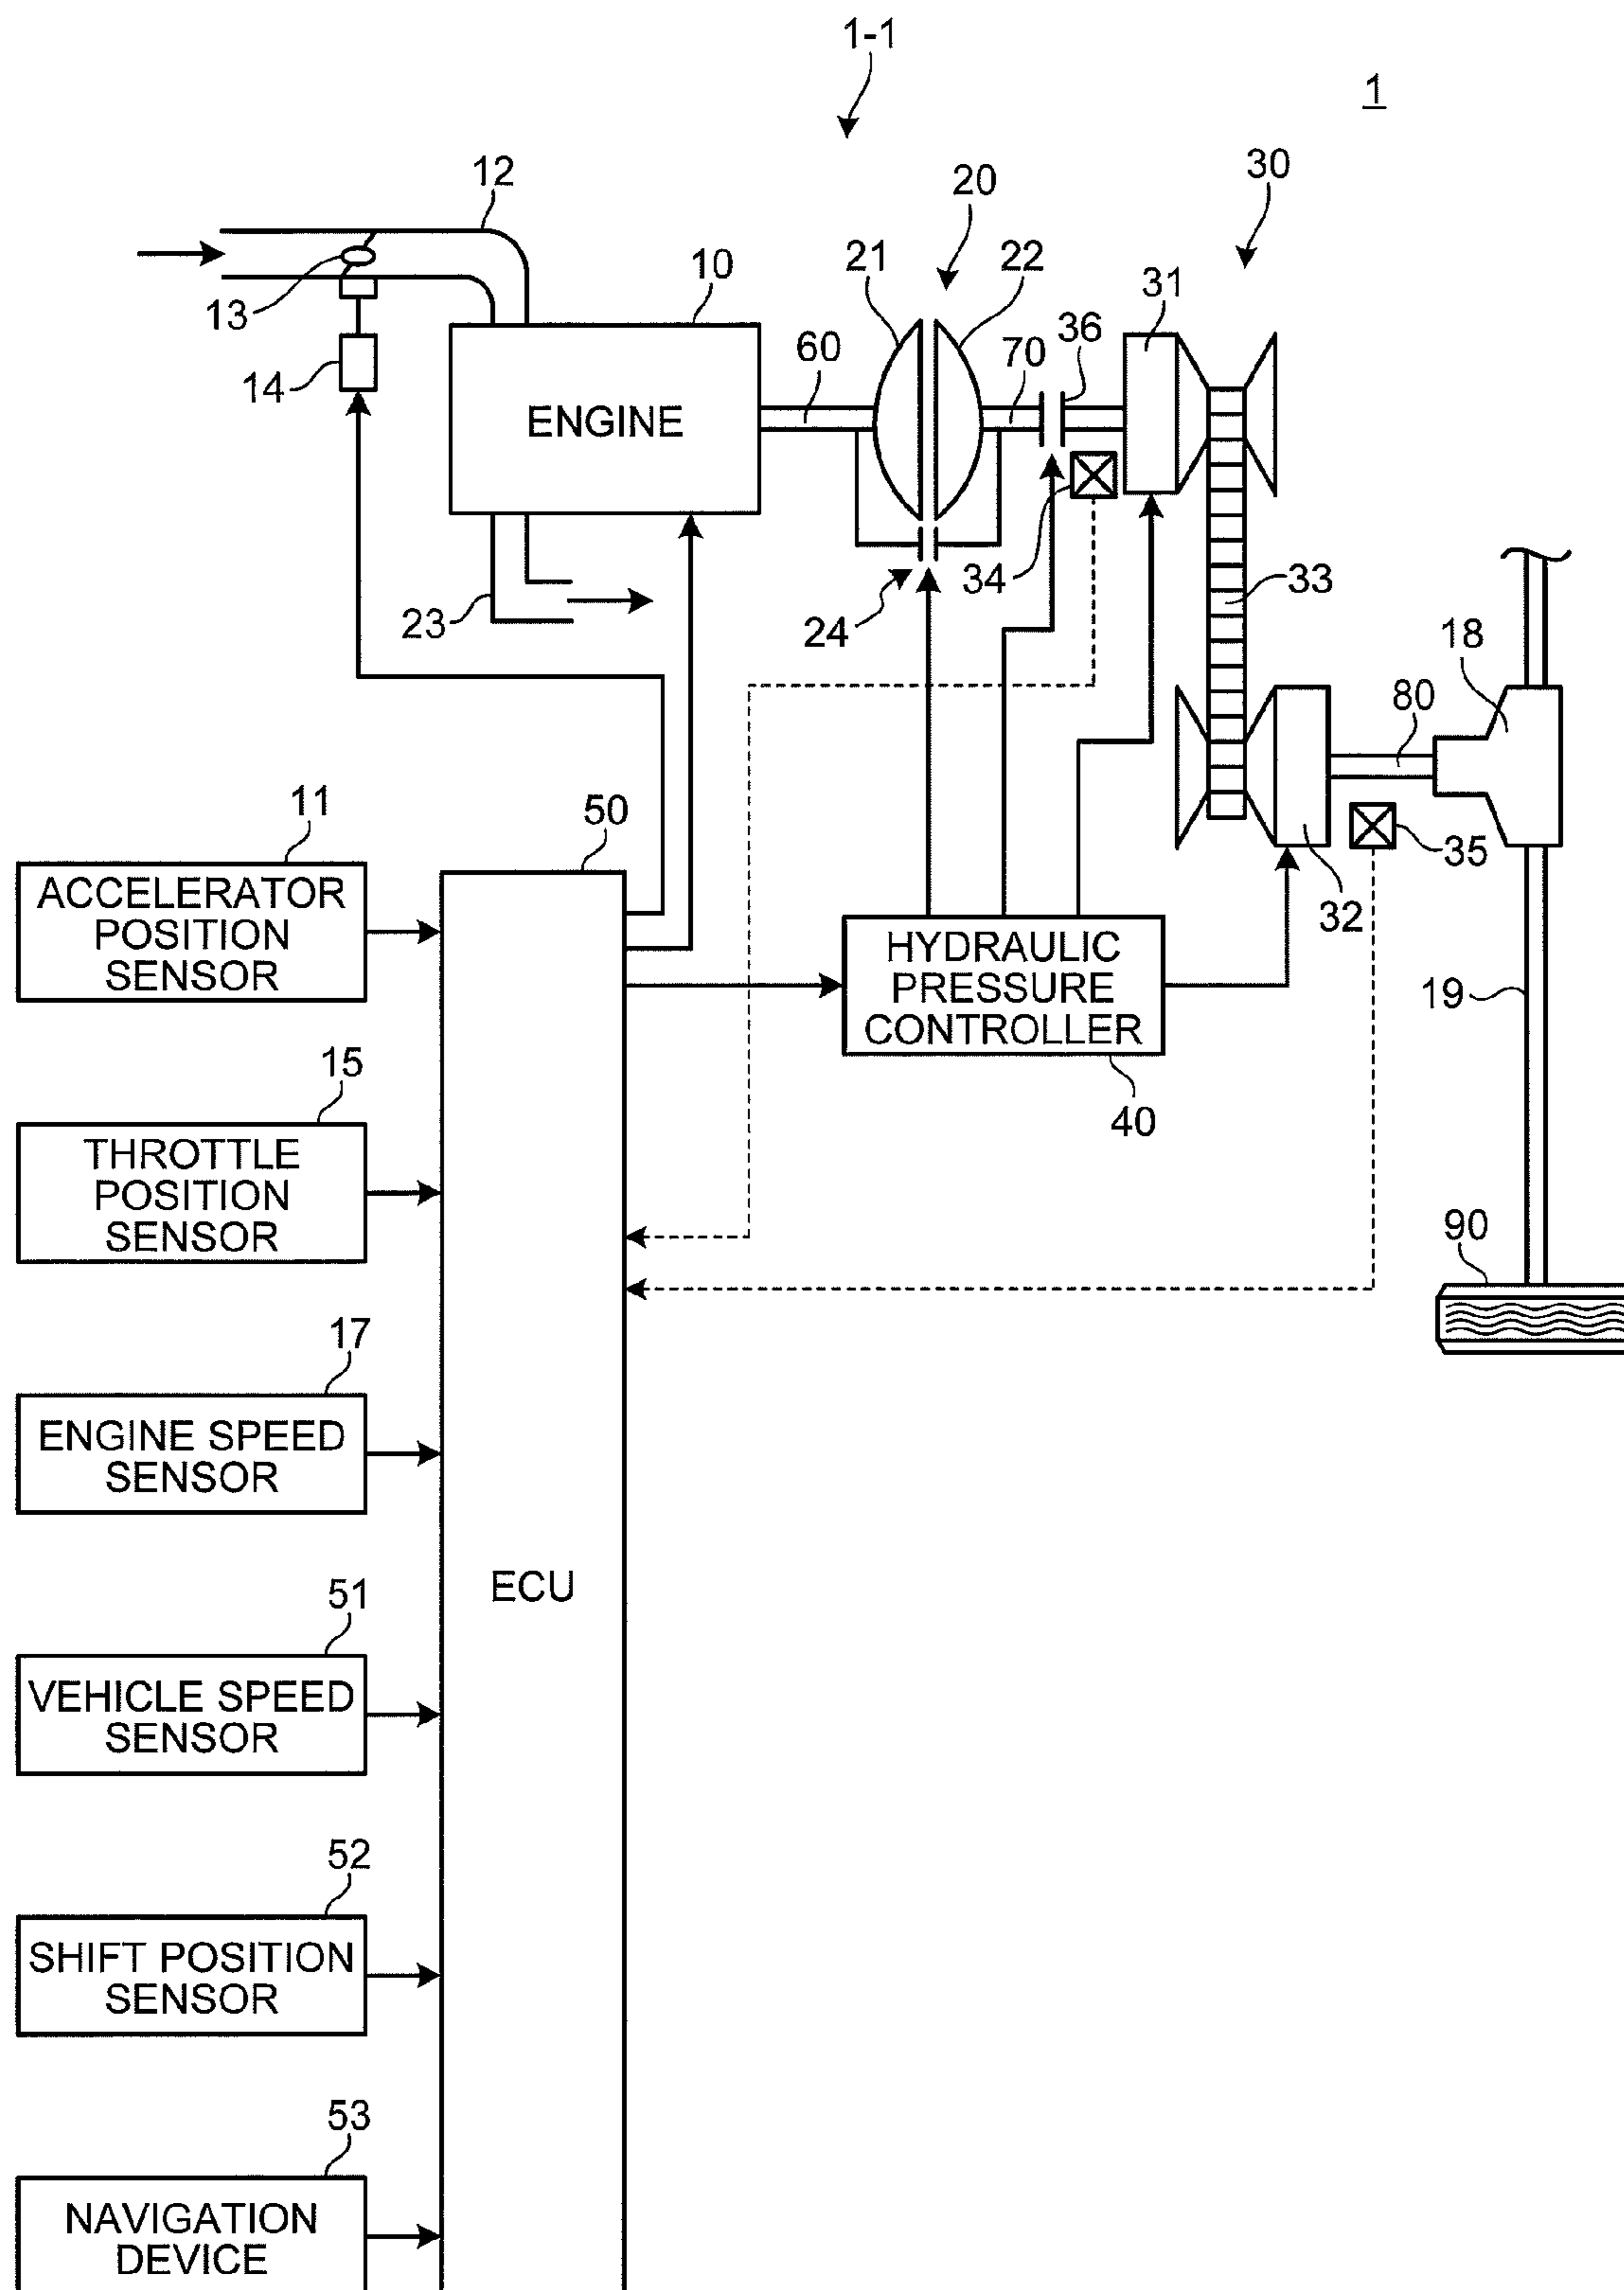 1-1
1
12
20
30
10
21
22
31
13
36
60
70
14
ENGINE
34
33
23
24
18
80
11
50
35
ACCELERATOR
POSITION
SENSOR
32
HYDRAULIC
PRESSURE
CONTROLLER
19
15
40
THROTTLE
POSITION
SENSOR
90
17
ENGINE SPEED
SENSOR
ECU
51
VEHICLE SPEED
SENSOR
52
SHIFT POSITION
SENSOR
53
NAVIGATION
DEVICE